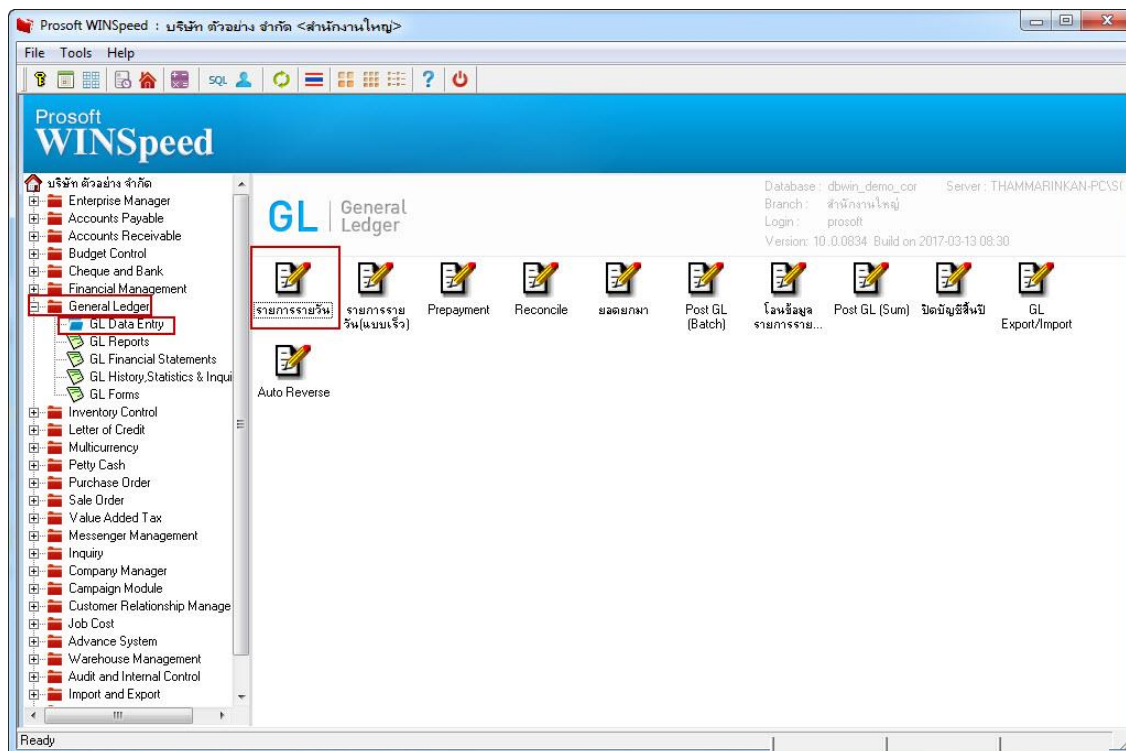 Prosoft WINSpeed : บริษัท ตัวอย่าง จำกัด <สำนักงานใหญ่>
File Tools Help
SQL
?
Prosoft
WINSpeed
บริษัท ตัวอย่าง จำกัด
Enterprise Manager
Accounts Payable
Accounts Receivable
Budget Control
Cheque and Bank
Financial Management
General Ledger
GL Data Entry
GL Reports
GL Financial Statements
GL History,Statistics & Inqui
GL Forms
Inventory Control
Letter of Credit
Multicurrency
Petty Cash
Purchase Order
Sale Order
Value Added Tax
Messenger Management
Inquiry
Company Manager
Campaign Module
Customer Relationship Manage
Job Cost
Advance System
Warehouse Management
Audit and Internal Control
Import and Export
GL General
Ledger
Database : dbwin_demo_cor Server : THAMMARINKAN-PC\S
Branch : สำนักงานใหญ่
Login : prosoft
Version: 10.0.0834 Build on 2017-03-13 08:30
รายการรายวัน
รายการราย
วัน(แบบเร็ว)
Prepayment
Reconcile
ยอดยกมา
Post GL
(Batch)
โอนข้อมูล
รายการราย...
Post GL (Sum)
ปิดบัญชีสิ้นปี
GL
Export/Import
Auto Reverse
Ready